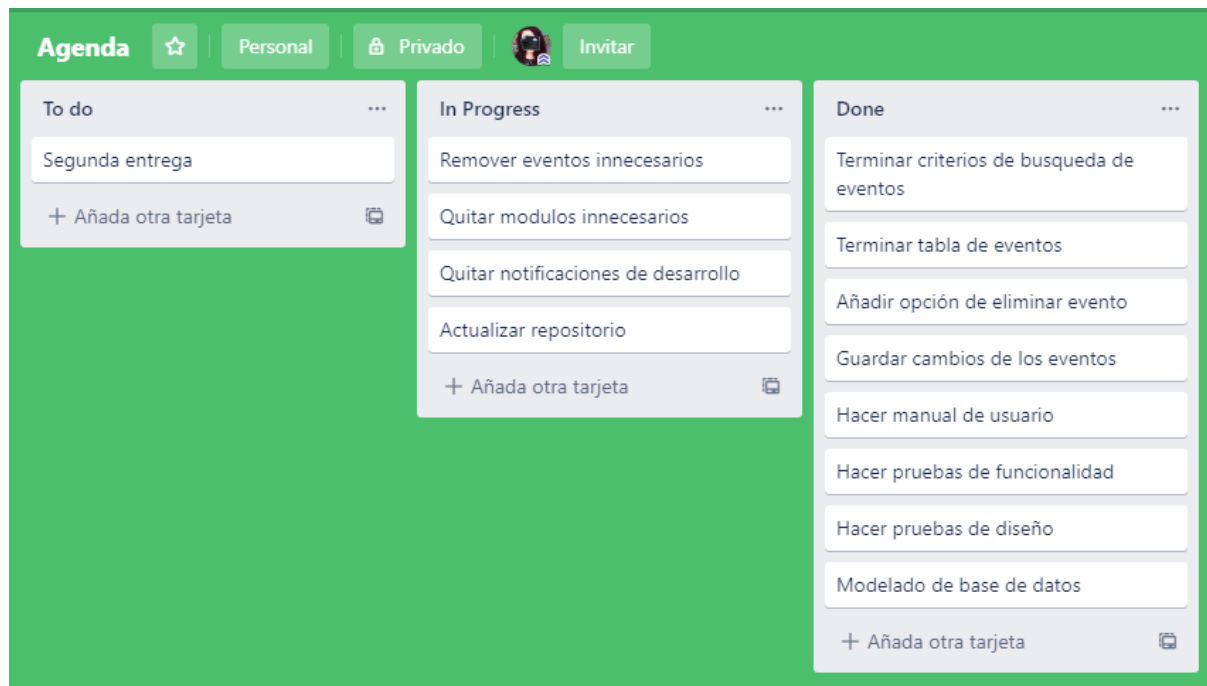 Agenda Personal Privado Invitar
To do
Segunda entrega
Añada otra tarjeta
In Progress
Remover eventos innecesarios
Quitar modulos innecesarios
Quitar notificaciones de desarrollo
Actualizar repositorio
Añada otra tarjeta
Done
Terminar criterios de busqueda de
eventos
Terminar tabla de eventos
Añadir opción de eliminar evento
Guardar cambios de los eventos
Hacer manual de usuario
Hacer pruebas de funcionalidad
Hacer pruebas de diseño
Modelado de base de datos
Añada otra tarjeta